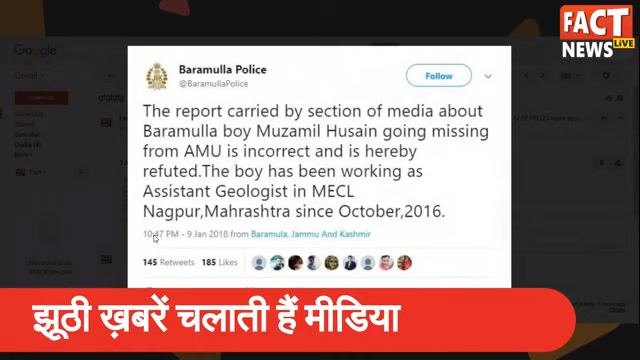 FACT
NEWS
LIVE
Google
Gmail
Baramulla Police
@BaramullaPolice
Follow
The report carried by section of media about
Baramulla boy Muzamil Husain going missing
from AMU is incorrect and is hereby
refuted.The boy has been working as
Assistant Geologist in MECL
Nagpur,Mahrashtra since October,2016.
10:47 PM - 9 Jan 2018 from Baramula, Jammu And Kashmir
145 Retweets 185 Likes
झूठी ख़बरें चलाती हैं मीडिया